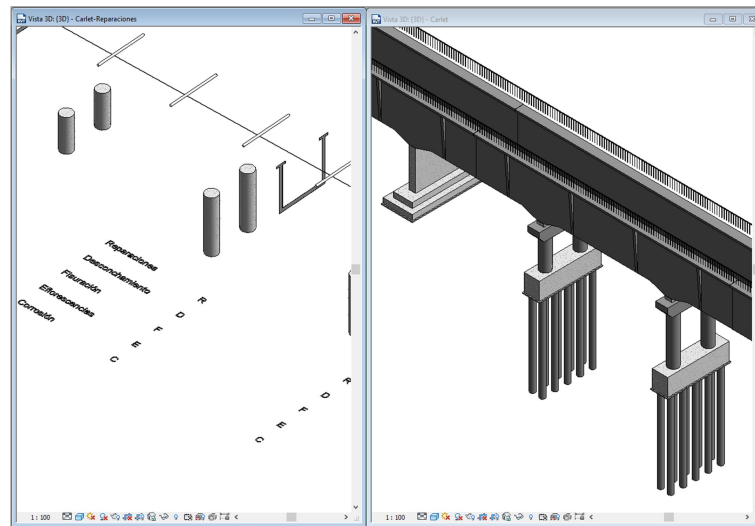 Vista 3D: {3D} - Carlet-Reparaciones
Reparaciones
Desconchamiento
Fisuración
Eflorescencias
Corrosión
R
D
F
E
C
R
D
F
E
C
1 : 100
Vista 3D: {3D} - Carlet
1 : 100